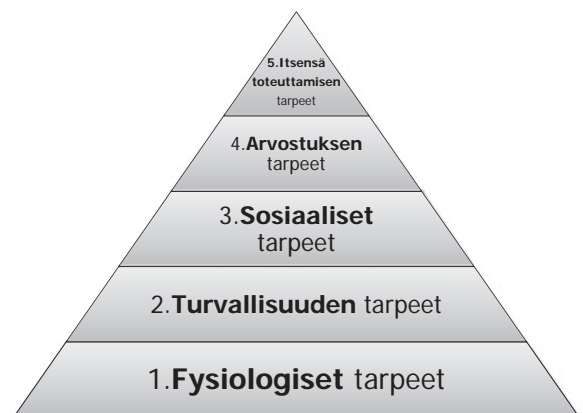 5.Itsensä
toteuttamisen
tarpeet
4.Arvostuksen
tarpeet
3.Sosiaaliset
tarpeet
2.Turvallisuuden tarpeet
1.Fysiologiset tarpeet